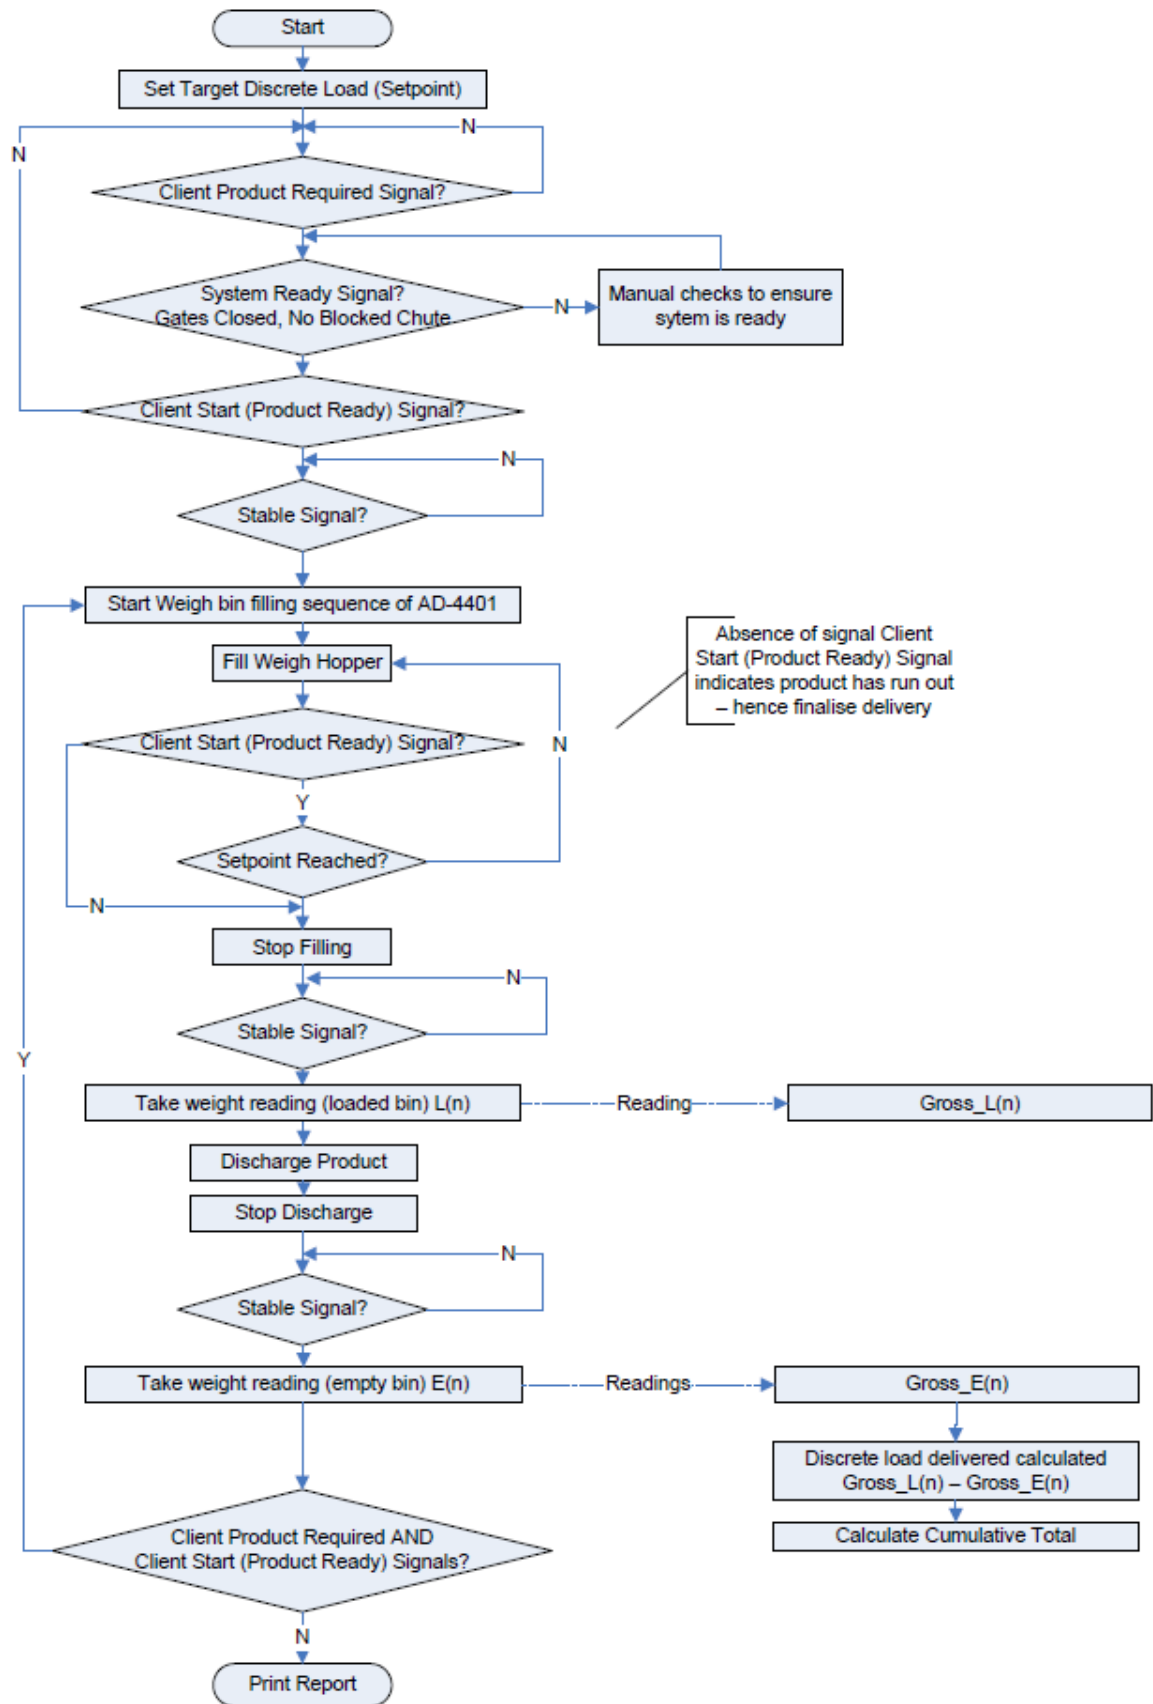 Start
Set Target Discrete Load (Setpoint)
N
N
Client Product Required Signal?
System Ready Signal?
Gates Closed, No Blocked Chute
N
Manual checks to ensure
sytem is ready
Client Start (Product Ready) Signal?
N
Stable Signal?
Start Weigh bin filling sequence of AD-4401
Fill Weigh Hopper
Absence of signal Client
Start (Product Ready) Signal
indicates product has run out
– hence finalise delivery
Client Start (Product Ready) Signal?
N
Y
Setpoint Reached?
N
Stop Filling
N
Stable Signal?
Y
Take weight reading (loaded bin) L(n)
Reading
Gross_L(n)
Discharge Product
Stop Discharge
N
Stable Signal?
Take weight reading (empty bin) E(n)
Readings
Gross_E(n)
Discrete load delivered calculated
Gross_L(n) – Gross_E(n)
Calculate Cumulative Total
Client Product Required AND
Client Start (Product Ready) Signals?
N
Print Report